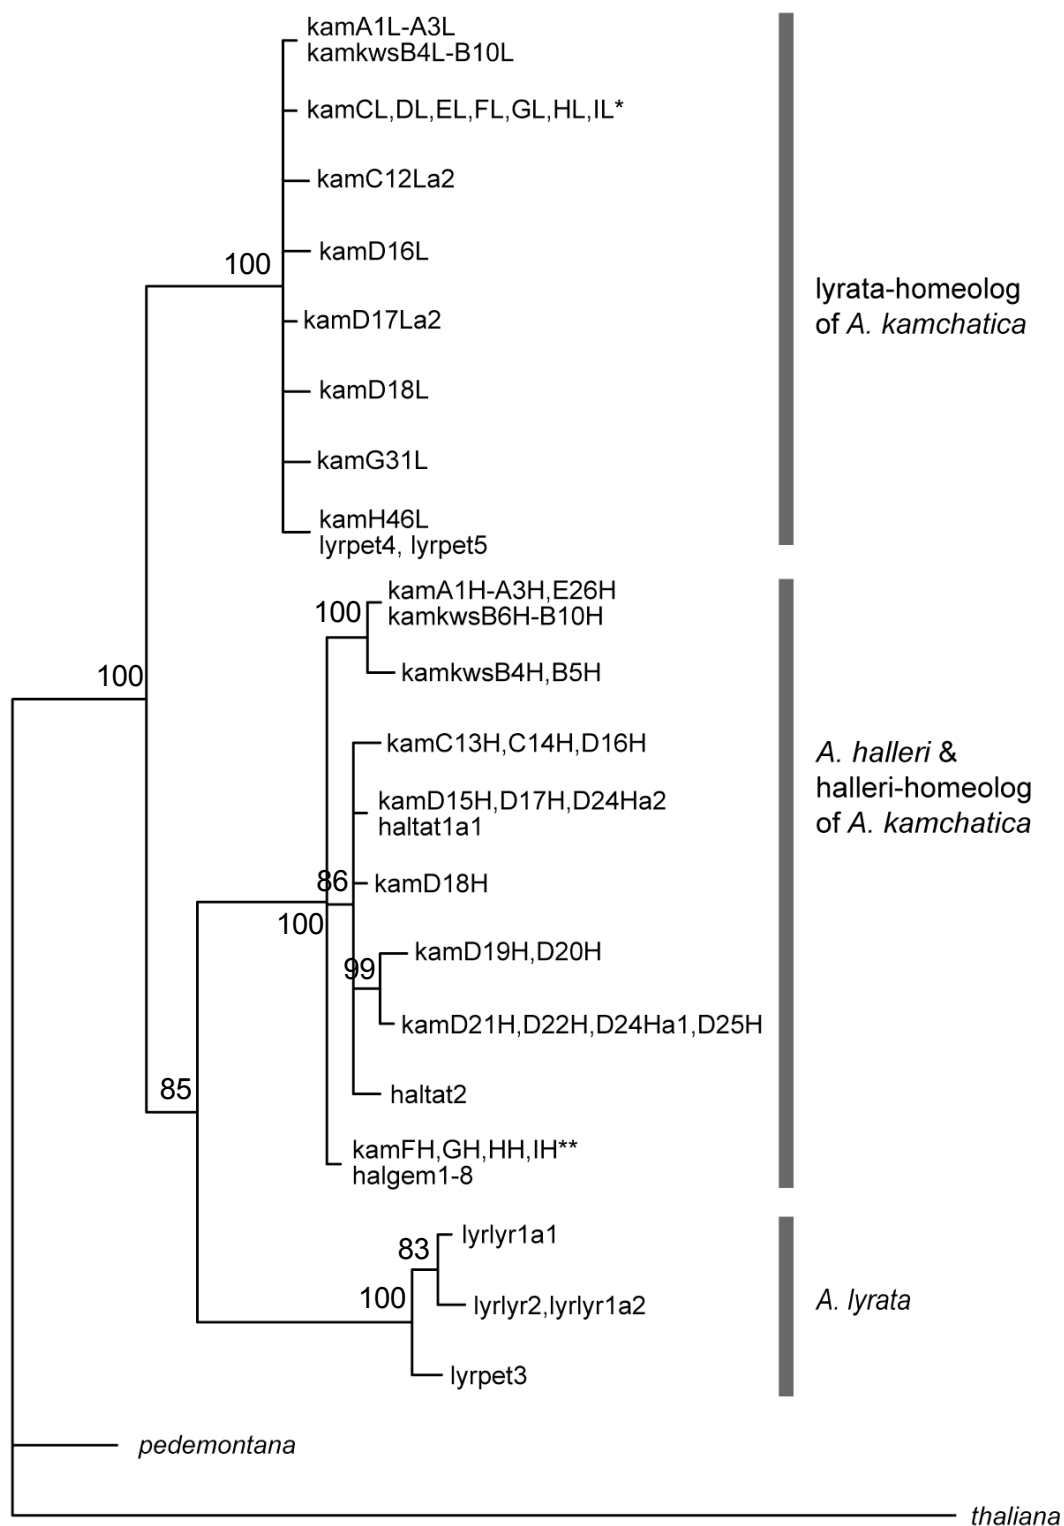 kamA1L-A3L
kamkwsB4L-B10L
kamCL,DL,EL,FL,GL,HL,IL*
kamC12La2
kamD16L
100
kamD17La2
lyrata-homeolog
of A. kamchatica
kamD18L
kamG31L
kamH46L
lyrpet4, lyrpet5
kamA1H-A3H,E26H
kamkwsB6H-B10H
100
kamkwsB4H,B5H
100
kamC13H,C14H,D16H
A. halleri &
halleri-homeolog
of A. kamchatica
kamD15H,D17H,D24Ha2
haltat1a1
86
kamD18H
100
kamD19H,D20H
99
kamD21H,D22H,D24Ha1,D25H
85
haltat2
kamFH,GH,HH,IH**
halgem1-8
lyrlyr1a1
83
100
lyrlyr2,lyrlyr1a2
A. lyrata
lyrpet3
pedemontana
thaliana